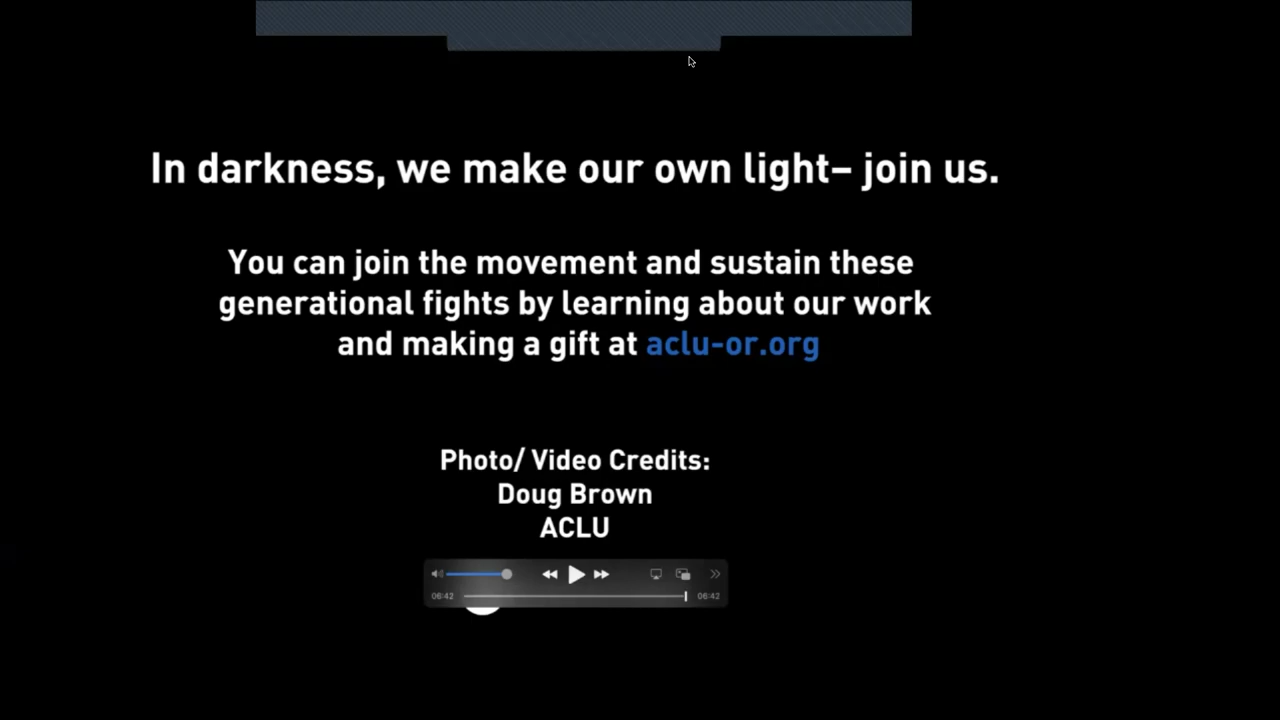 In darkness, we make our own light– join us.
You can join the movement and sustain these
generational fights by learning about our work
and making a gift at aclu-or.org
Photo/ Video Credits:
Doug Brown
ACLU
06:42
06:42